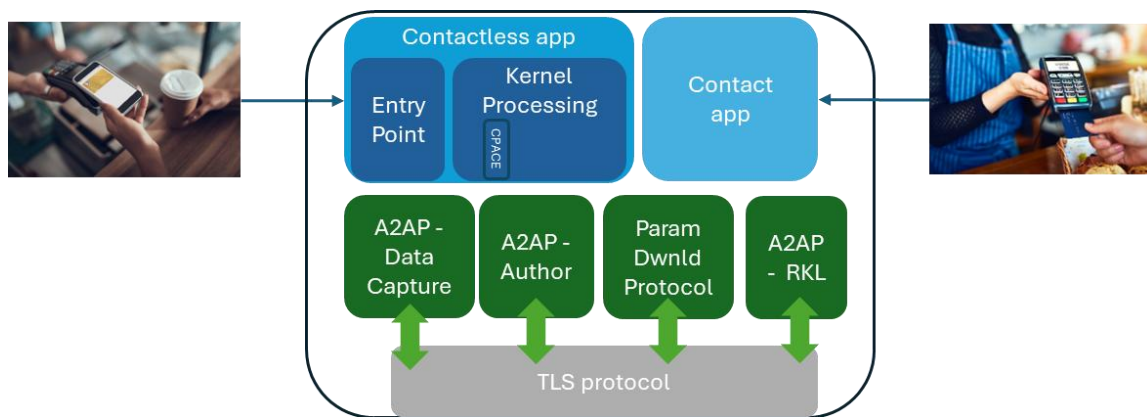 Contactless app
Entry
Point
Kernel
Processing
CPACE
Contact
app
A2AP -
Data
Capture
A2AP -
Author
Param
Dwnld
Protocol
A2AP
- RKL
TLS protocol